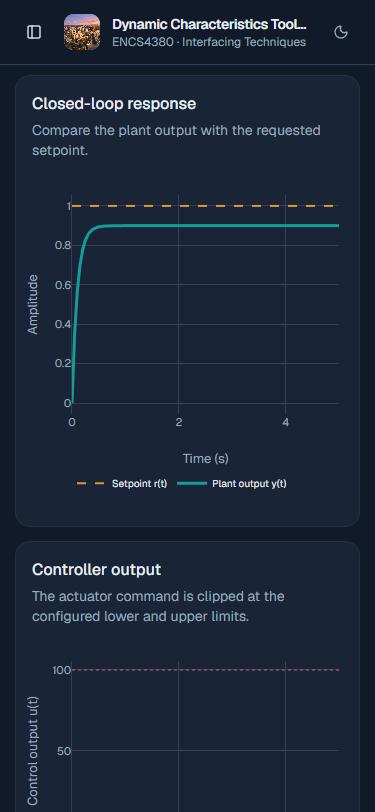 Dynamic Characteristics Tool...
ENCS4380 · Interfacing Techniques
Closed-loop response
Compare the plant output with the requested
setpoint.
1
0.8
0.6
0.4
0.2
0
Amplitude
0 2 4
Time (s)
Setpoint r(t) Plant output y(t)
Controller output
The actuator command is clipped at the
configured lower and upper limits.
100
50
Control output u(t)